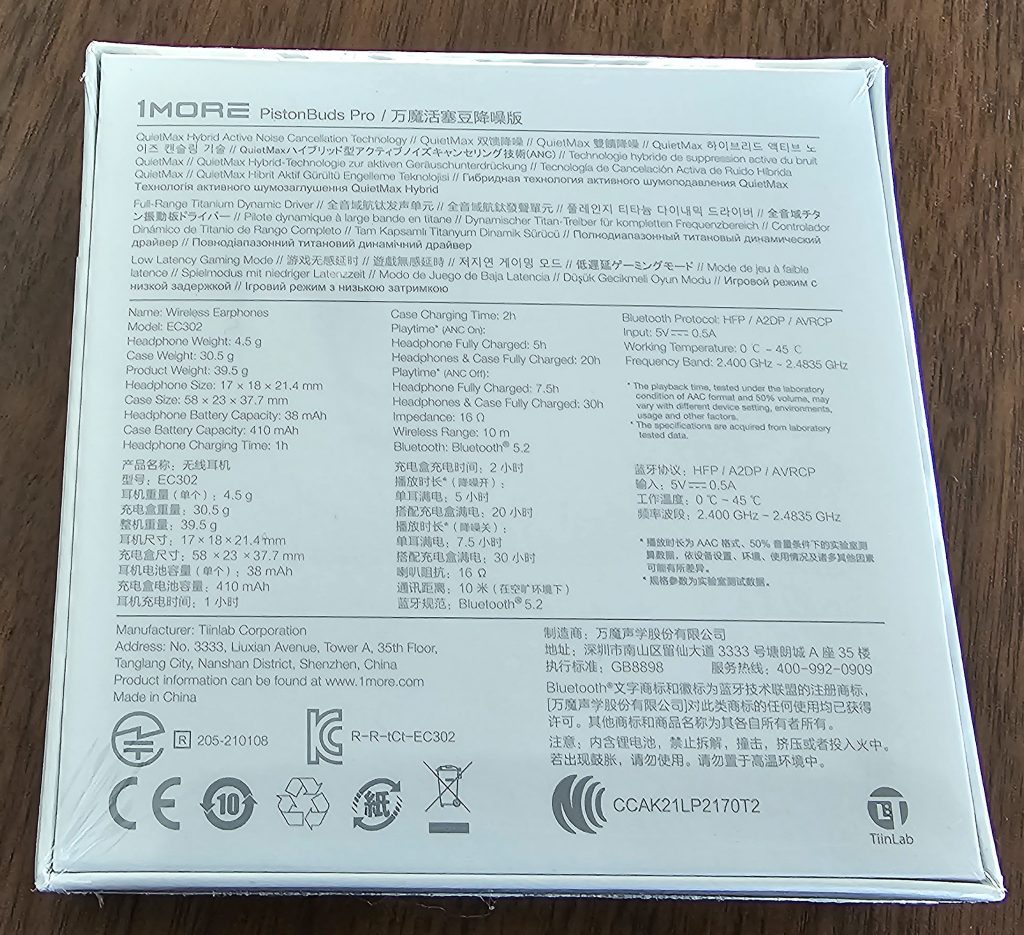 1MORE PistonBuds Pro / 万魔活塞豆降噪版
QuietMax Hybrid Active Noise Cancellation Technology // QuietMax 双馈降噪 // QuietMax 雙饋降噪 // QuietMax 하이브리드 액티브 노
이즈 캔슬링 기술 // QuietMaxハイブリッド型アクティブノイズキャンセリング技術(ANC) // Technologie hybride de suppression active du bruit
QuietMax // QuietMax Hybrid-Technologie zur aktiven Geräuschunterdrückung // Tecnología de Cancelación Activa de Ruido Híbrida
QuietMax // QuietMax Hibrit Aktif Gürültü Engelleme Teknolojisi // Гибридная технология активного шумоподавления QuietMax
Технологія активного шумозаглушення QuietMax Hybrid
Full-Range Titanium Dynamic Driver // 全音域航钛发声单元 // 全音域航鈦發聲單元 // 풀레인지 티타늄 다이내믹 드라이버 // 全音域チタ
ン振動板ドライバー // Pilote dynamique à large bande en titane // Dynamischer Titan-Treiber für kompletten Frequenzbereich // Controlador
Dinámico de Titanio de Rango Completo // Tam Kapsamlı Titanyum Dinamik Sürücü // Полнодиапазонный титановый динамический
драйвер // Повнодіапазонний титановий динамічний драйвер
Low Latency Gaming Mode // 游戏无感延时 // 遊戲無感延時 // 저지연 게이밍 모드 // 低遅延ゲーミングモード // Mode de jeu à faible
latence // Spielmodus mit niedriger Latenzzeit // Modo de Juego de Baja Latencia // Düşük Gecikmeli Oyun Modu // Игровой режим с
низкой задержкой // Ігровий режим з низькою затримкою
Name: Wireless Earphones
Model: EC302
Headphone Weight: 4.5 g
Case Weight: 30.5 g
Product Weight: 39.5 g
Headphone Size: 17 × 18 × 21.4 mm
Case Size: 58 × 23 × 37.7 mm
Headphone Battery Capacity: 38 mAh
Case Battery Capacity: 410 mAh
Headphone Charging Time: 1h
Case Charging Time: 2h
Playtime* (ANC On):
Headphone Fully Charged: 5h
Headphones & Case Fully Charged: 20h
Playtime* (ANC Off):
Headphone Fully Charged: 7.5h
Headphones & Case Fully Charged: 30h
Impedance: 16 Ω
Wireless Range: 10 m
Bluetooth: Bluetooth® 5.2
Bluetooth Protocol: HFP / A2DP / AVRCP
Input: 5V⎓0.5A
Working Temperature: 0 ℃ ~ 45 ℃
Frequency Band: 2.400 GHz ~ 2.4835 GHz
* The playback time, tested under the laboratory
condition of AAC format and 50% volume, may
vary with different device setting, environments,
usage and other factors.
* The specifications are acquired from laboratory
tested data.
产品名称：无线耳机
型号：EC302
耳机重量（单个）：4.5 g
充电盒重量：30.5 g
整机重量：39.5 g
耳机尺寸：17×18×21.4 mm
充电盒尺寸：58 × 23 × 37.7 mm
耳机电池容量（单个）：38 mAh
充电盒电池容量：410 mAh
耳机充电时间：1 小时
充电盒充电时间：2 小时
播放时长*（降噪开）：
单耳满电：5 小时
搭配充电盒满电：20 小时
播放时长*（降噪关）：
单耳满电：7.5 小时
搭配充电盒满电：30 小时
喇叭阻抗：16 Ω
通讯距离：10 米（在空旷环境下）
蓝牙规范：Bluetooth® 5.2
蓝牙协议：HFP / A2DP / AVRCP
输入：5V⎓0.5A
工作温度：0 ℃ ~ 45 ℃
频率波段：2.400 GHz ~ 2.4835 GHz
* 播放时长为 AAC 格式、50% 音量条件下的实验室测
算数据，依设备设置、环境、使用情况及诸多其他因素
可能有所差异。
* 规格参数为实验室测试数据。
Manufacturer: Tiinlab Corporation
Address: No. 3333, Liuxian Avenue, Tower A, 35th Floor,
Tanglang City, Nanshan District, Shenzhen, China
Product information can be found at www.1more.com
Made in China
制造商：万魔声学股份有限公司
地址：深圳市南山区留仙大道 3333 号塘朗城 A 座 35 楼
执行标准：GB8898 服务热线：400-992-0909
Bluetooth®文字商标和徽标为蓝牙技术联盟的注册商标，
[万魔声学股份有限公司]对此类商标的任何使用均已获得
许可。其他商标和商品名称为其各自所有者所有。
注意：内含锂电池，禁止拆解，撞击，挤压或者投入火中。
若出现鼓胀，请勿使用。请勿置于高温环境中。
R 205-210108
R-R-tCt-EC302
CE
10
紙
CCAK21LP2170T2
TiinLab